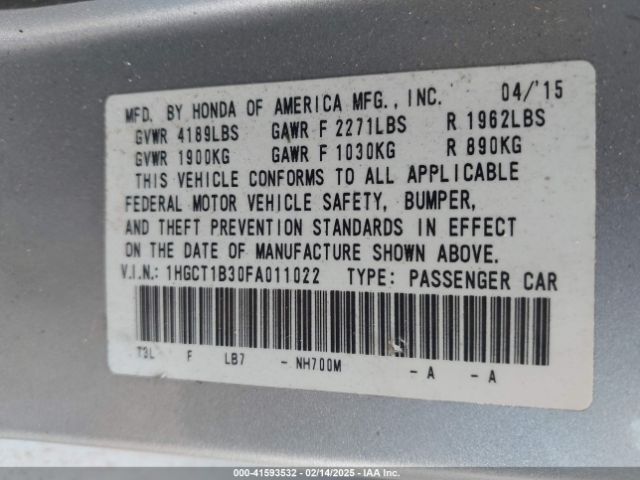 MFD. BY HONDA OF AMERICA MFG., INC. 04/'15
GVWR 4189LBS GAWR F 2271LBS R 1962LBS
GVWR 1900KG GAWR F 1030KG R 890KG
THIS VEHICLE CONFORMS TO ALL APPLICABLE
FEDERAL MOTOR VEHICLE SAFETY, BUMPER,
AND THEFT PREVENTION STANDARDS IN EFFECT
ON THE DATE OF MANUFACTURE SHOWN ABOVE.
V.I.N.: 1HGCT1B30FA011022 TYPE: PASSENGER CAR
T3L F LB7 - NH700M - A - A
000-41593532 - 02/14/2025 - IAA Inc.